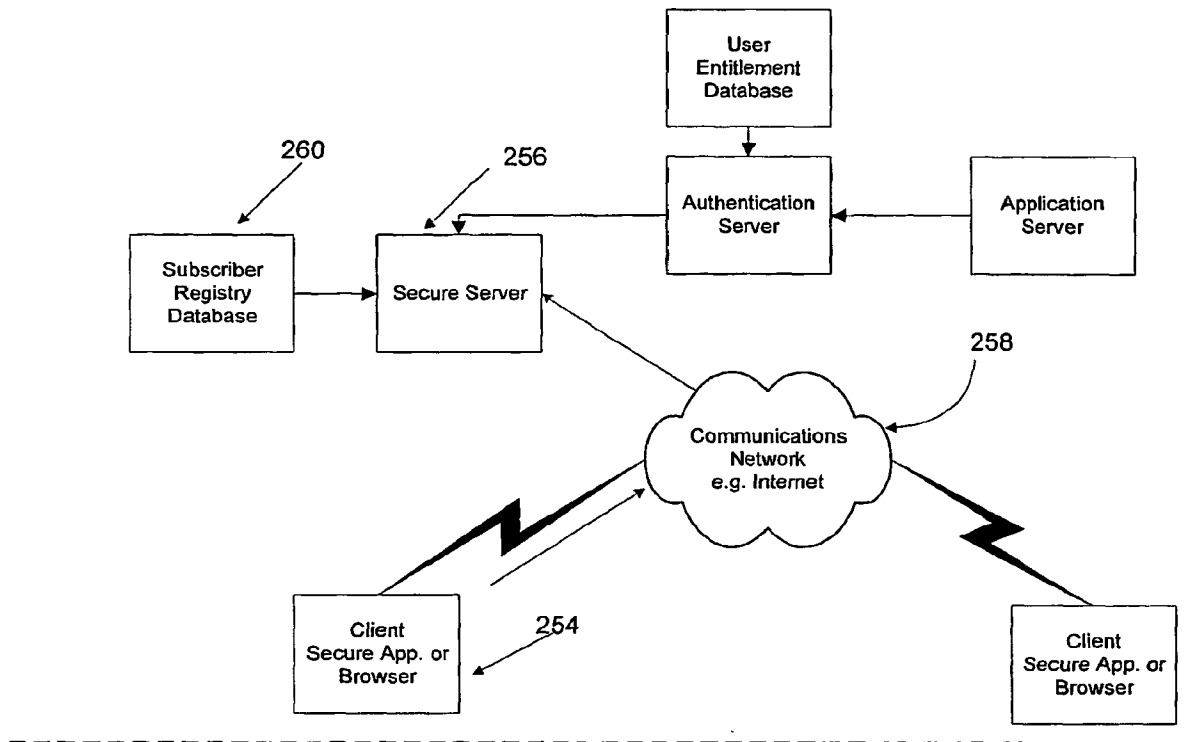 User
Entitlement
Database
260
256
Authentication
Server
Application
Server
Subscriber
Registry
Database
Secure Server
258
Communications
Network
e.g. Internet
Client
Secure App. or
Browser
254
Client
Secure App. or
Browser